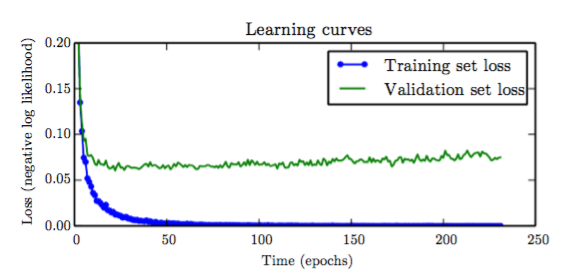 Learning curves
Loss (negative log likelihood)
0.20
0.15
0.10
0.05
0.00
Training set loss
Validation set loss
0 50 100 150 200 250
Time (epochs)